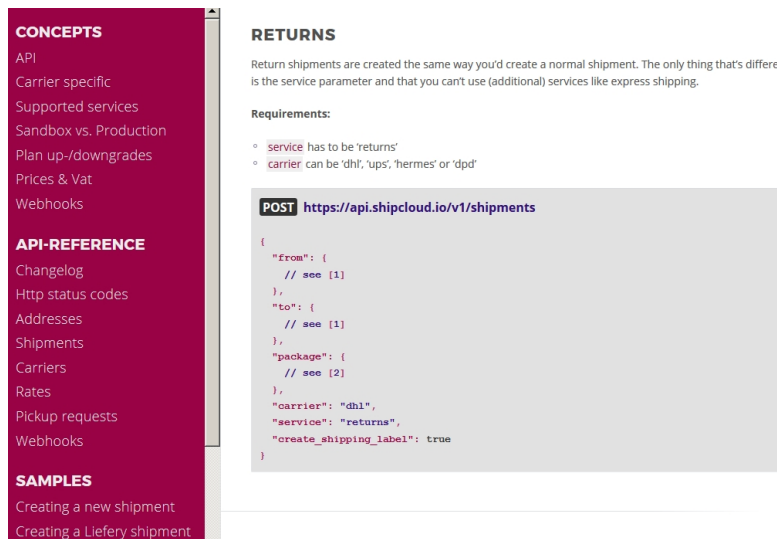 CONCEPTS
API
Carrier specific
Supported services
Sandbox vs. Production
Plan up-/downgrades
Prices & Vat
Webhooks
API-REFERENCE
Changelog
Http status codes
Addresses
Shipments
Carriers
Rates
Pickup requests
Webhooks
SAMPLES
Creating a new shipment
Creating a Liefery shipment
RETURNS
Return shipments are created the same way you’d create a normal shipment. The only thing that’s differe
is the service parameter and that you can’t use (additional) services like express shipping.
Requirements:
◦ service has to be ‘returns’
◦ carrier can be ‘dhl’, ‘ups’, ‘hermes’ or ‘dpd’
POST https://api.shipcloud.io/v1/shipments
{
"from": {
// see [1]
},
"to": {
// see [1]
},
"package": {
// see [2]
},
"carrier": "dhl",
"service": "returns",
"create_shipping_label": true
}